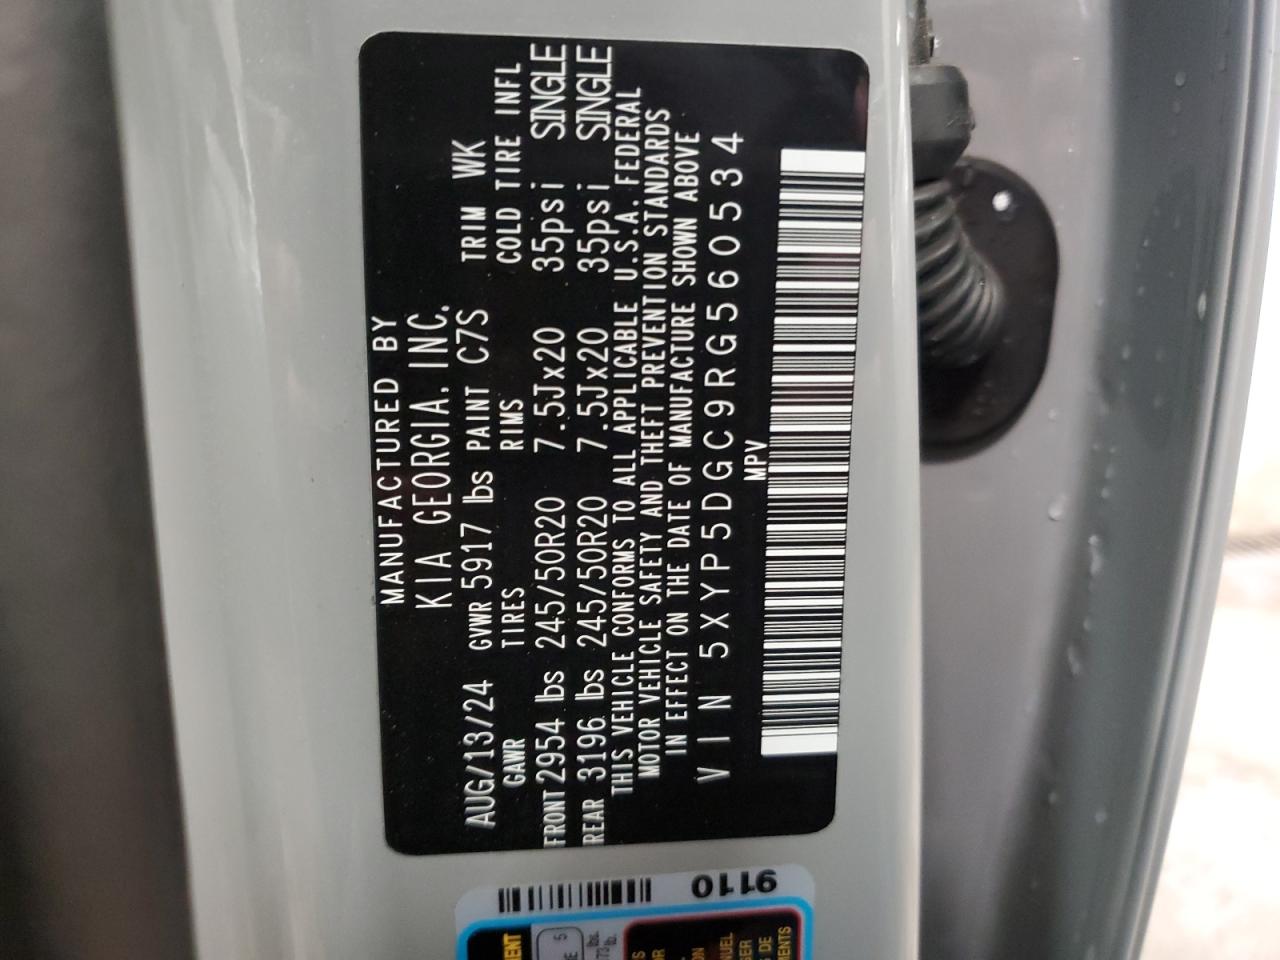 MANUFACTURED BY
KIA GEORGIA, INC.
AUG/13/24 GVWR 5917 lbs PAINT C7S TRIM WK
GAWR TIRES RIMS COLD TIRE INFL
FRONT 2954 lbs 245/50R20 7.5Jx20 35psi SINGLE
REAR 3196 lbs 245/50R20 7.5Jx20 35psi SINGLE
THIS VEHICLE CONFORMS TO ALL APPLICABLE U.S.A. FEDERAL
MOTOR VEHICLE SAFETY AND THEFT PREVENTION STANDARDS
IN EFFECT ON THE DATE OF MANUFACTURE SHOWN ABOVE
VIN 5XYP5DGC9RG560534
MPV
9110